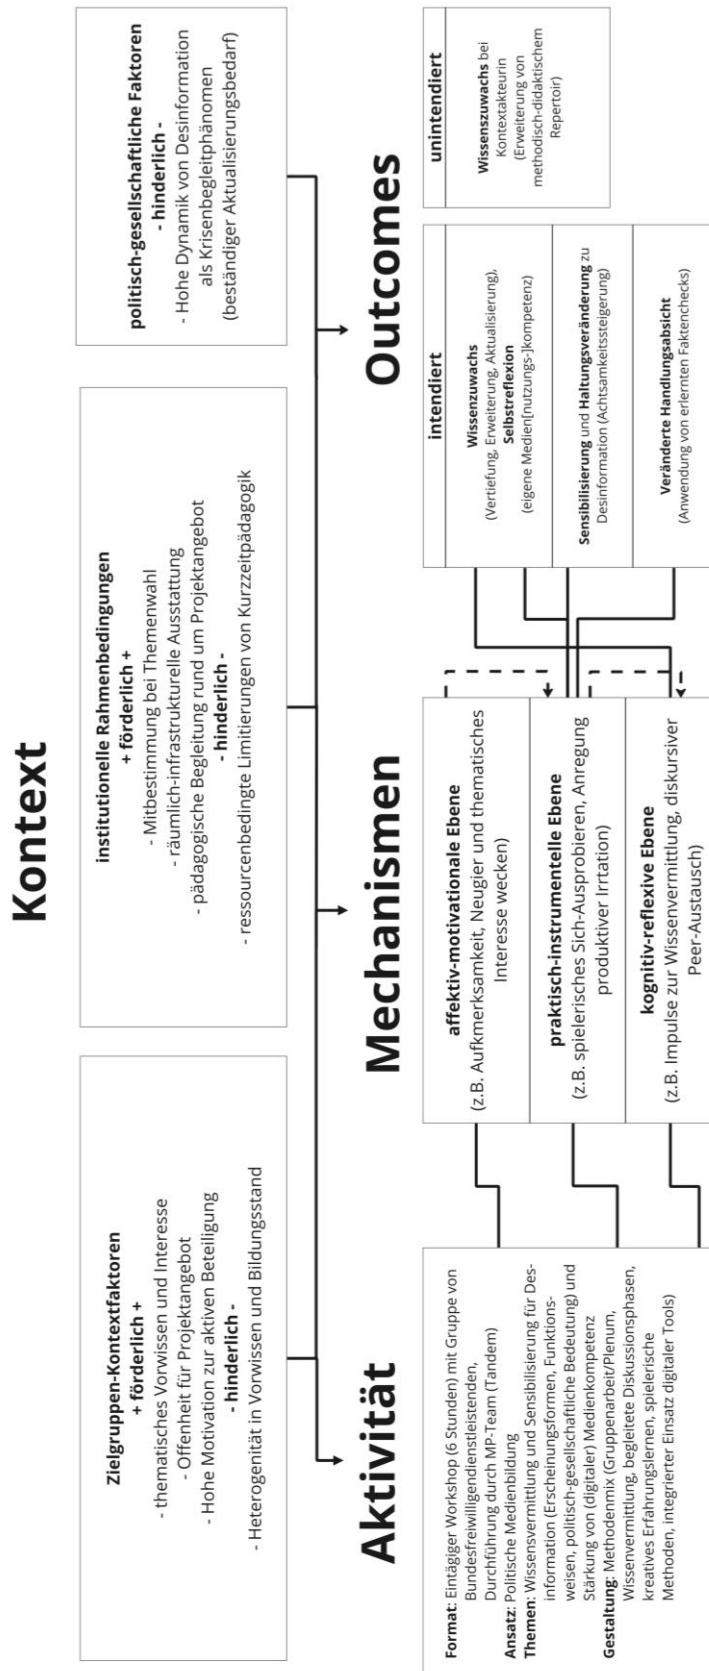 Kontext
Zielgruppen-Kontextfaktoren
+ förderlich +
- thematisches Vorwissen und Interesse
- Offenheit für Projektangebot
- Hohe Motivation zur aktiven Beteiligung
- hinderlich -
- Heterogenität in Vorwissen und Bildungsstand
institutionelle Rahmenbedingungen
+ förderlich +
- Mitbestimmung bei Themenwahl
- räumlich-infrastrukturelle Ausstattung
- pädagogische Begleitung rund um Projektangebot
- hinderlich -
- ressourcenbedingte Limitierungen von Kurzzeitpädagogik
politisch-gesellschaftliche Faktoren
- hinderlich -
- Hohe Dynamik von Desinformation
als Krisenbegleitphänomen
(beständiger Aktualisierungsbedarf)
Aktivität
Format: Eintägiger Workshop (6 Stunden) mit Gruppe von
Bundesfreiwilligendienstleistenden,
Durchführung durch MP-Team (Tandem)
Ansatz: Politische Medienbildung
Themen: Wissensvermittlung und Sensibilisierung für Des-
information (Erscheinungsformen, Funktions-
weisen, politisch-gesellschaftliche Bedeutung) und
Stärkung von (digitaler) Medienkompetenz
Gestaltung: Methodenmix (Gruppenarbeit/Plenum,
Wissenvermittlung, begleitete Diskussionsphasen,
kreatives Erfahrungslernen, spielerische
Methoden, integrierter Einsatz digitaler Tools)
Mechanismen
affektiv-motivationale Ebene
(z.B. Aufkmerksamkeit, Neugier und thematisches
Interesse wecken)
praktisch-instrumentelle Ebene
(z.B. spielerisches Sich-Ausprobieren, Anregung
produktiver Irrtation)
kognitiv-reflexive Ebene
(z.B. Impulse zur Wissenvermittlung, diskursiver
Peer-Austausch)
Outcomes
intendiert
Wissenzuwachs
(Vertiefung, Erweiterung, Aktualisierung),
Selbstreflexion
(eigene Medien[nutzungs-]kompetenz)
Sensibilisierung und Haltungsveränderung zu
Desinformation (Achtsamkeitssteigerung)
Veränderte Handlungsabsicht
(Anwendung von erlernten Faktenchecks)
unintendiert
Wissenszuwachs bei
Kontextakteurin
(Erweiterung von
methodisch-didaktischem
Repertoir)